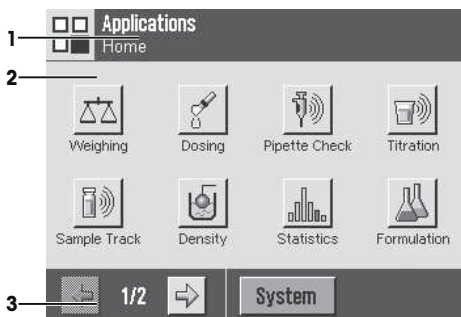 Applications
1 Home
2
Weighing Dosing Pipette Check Titration
Sample Track Density Statistics Formulation
3 1/2 System